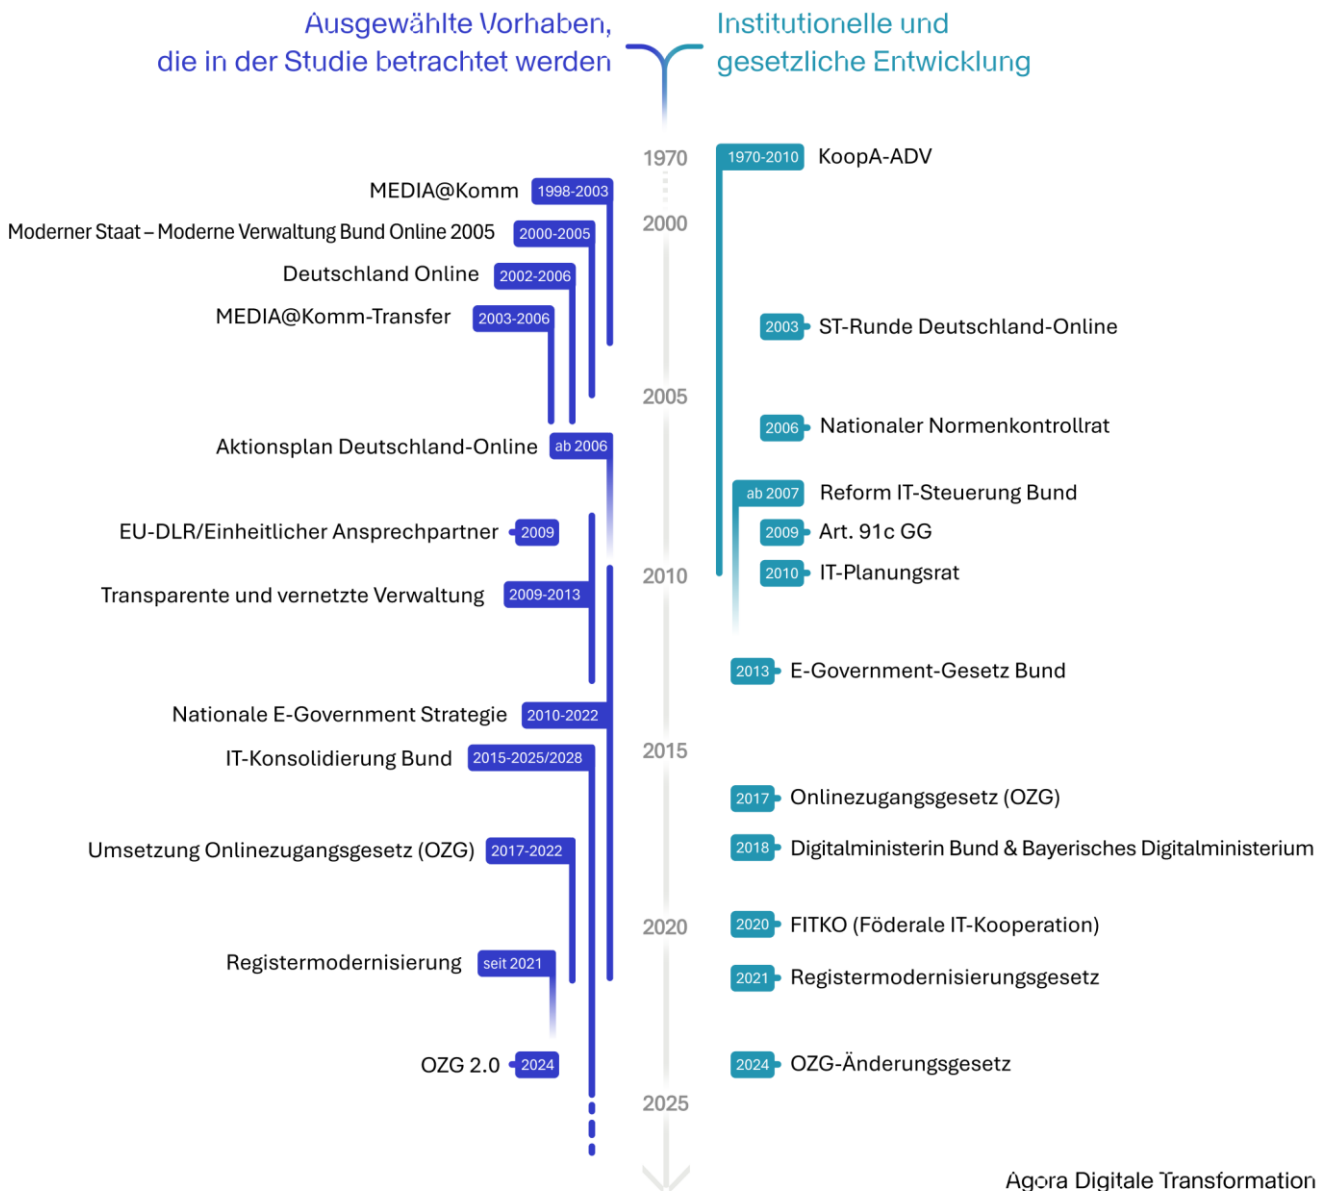 Ausgewählte Vorhaben,
die in der Studie betrachtet werden
Institutionelle und
gesetzliche Entwicklung
1970
1970-2010 KoopA-ADV
MEDIA@Komm 1998-2003
2000
Moderner Staat – Moderne Verwaltung Bund Online 2005 2000-2005
Deutschland Online 2002-2006
MEDIA@Komm-Transfer 2003-2006
2003 ST-Runde Deutschland-Online
2005
2006 Nationaler Normenkontrollrat
Aktionsplan Deutschland-Online ab 2006
ab 2007 Reform IT-Steuerung Bund
EU-DLR/Einheitlicher Ansprechpartner 2009
2009 Art. 91c GG
2010
2010 IT-Planungsrat
Transparente und vernetzte Verwaltung 2009-2013
2013 E-Government-Gesetz Bund
Nationale E-Government Strategie 2010-2022
2015
IT-Konsolidierung Bund 2015-2025/2028
2017 Onlinezugangsgesetz (OZG)
Umsetzung Onlinezugangsgesetz (OZG) 2017-2022
2018 Digitalministerin Bund & Bayerisches Digitalministerium
2020
2020 FITKO (Föderale IT-Kooperation)
Registermodernisierung seit 2021
2021 Registermodernisierungsgesetz
OZG 2.0 2024
2024 OZG-Änderungsgesetz
2025
Agora Digitale Transformation